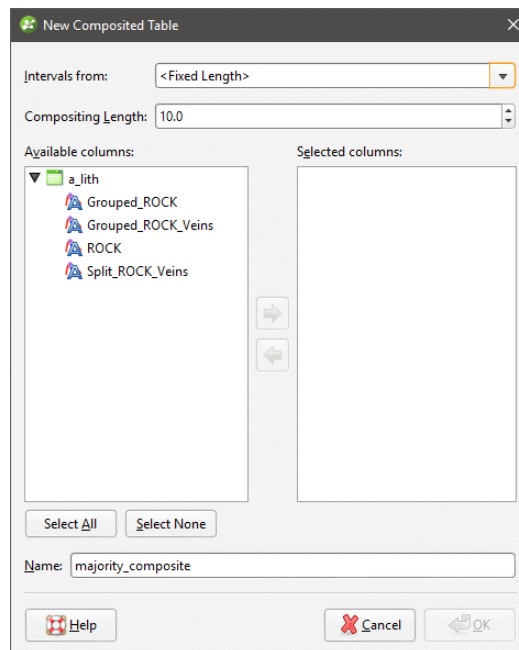 New Composited Table
Intervals from: <Fixed Length>
Compositing Length: 10.0
Available columns: Selected columns:
a_lith
Grouped_ROCK
Grouped_ROCK_Veins
ROCK
Split_ROCK_Veins
Select All Select None
Name: majority_composite
Help Cancel OK